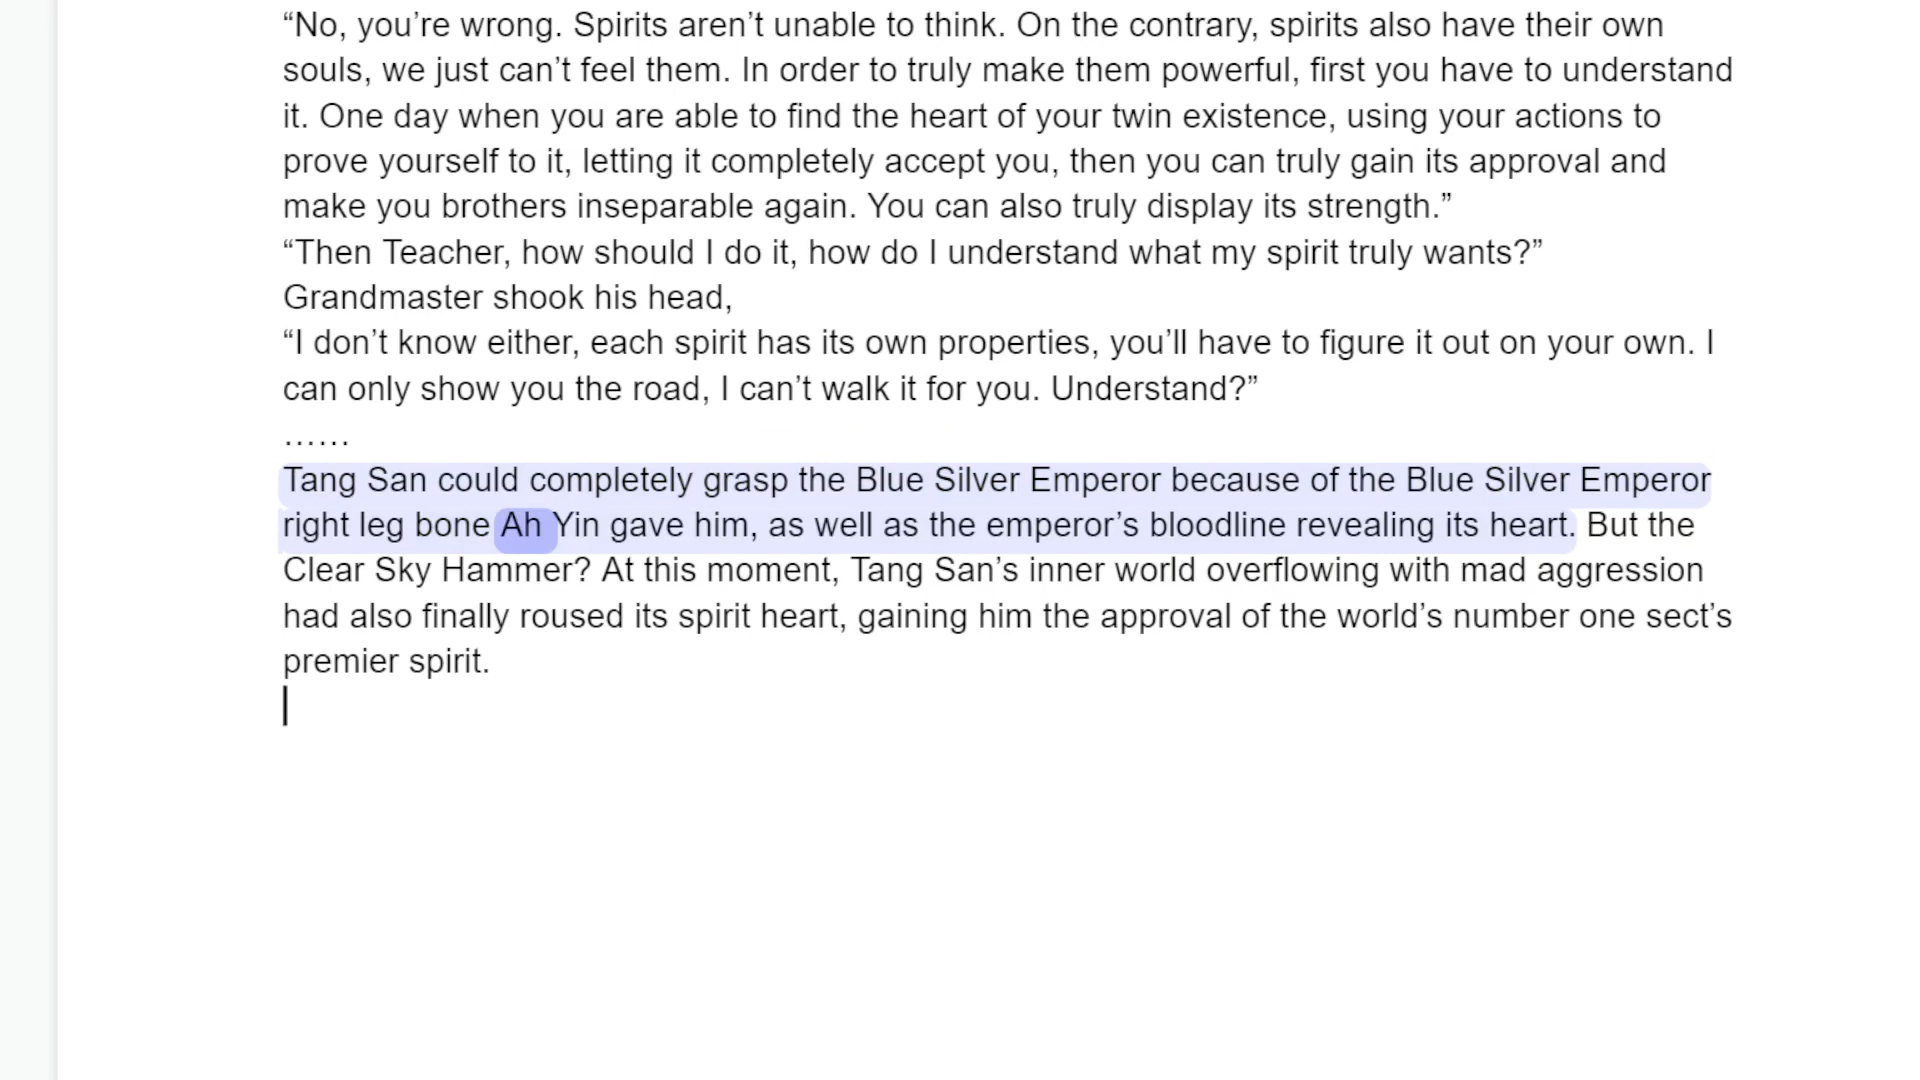 “No, you’re wrong. Spirits aren’t unable to think. On the contrary, spirits also have their own
souls, we just can’t feel them. In order to truly make them powerful, first you have to understand
it. One day when you are able to find the heart of your twin existence, using your actions to
prove yourself to it, letting it completely accept you, then you can truly gain its approval and
make you brothers inseparable again. You can also truly display its strength.”
“Then Teacher, how should I do it, how do I understand what my spirit truly wants?”
Grandmaster shook his head,
“I don’t know either, each spirit has its own properties, you’ll have to figure it out on your own. I
can only show you the road, I can’t walk it for you. Understand?”
……
Tang San could completely grasp the Blue Silver Emperor because of the Blue Silver Emperor
right leg bone Ah Yin gave him, as well as the emperor’s bloodline revealing its heart. But the
Clear Sky Hammer? At this moment, Tang San’s inner world overflowing with mad aggression
had also finally roused its spirit heart, gaining him the approval of the world’s number one sect’s
premier spirit.